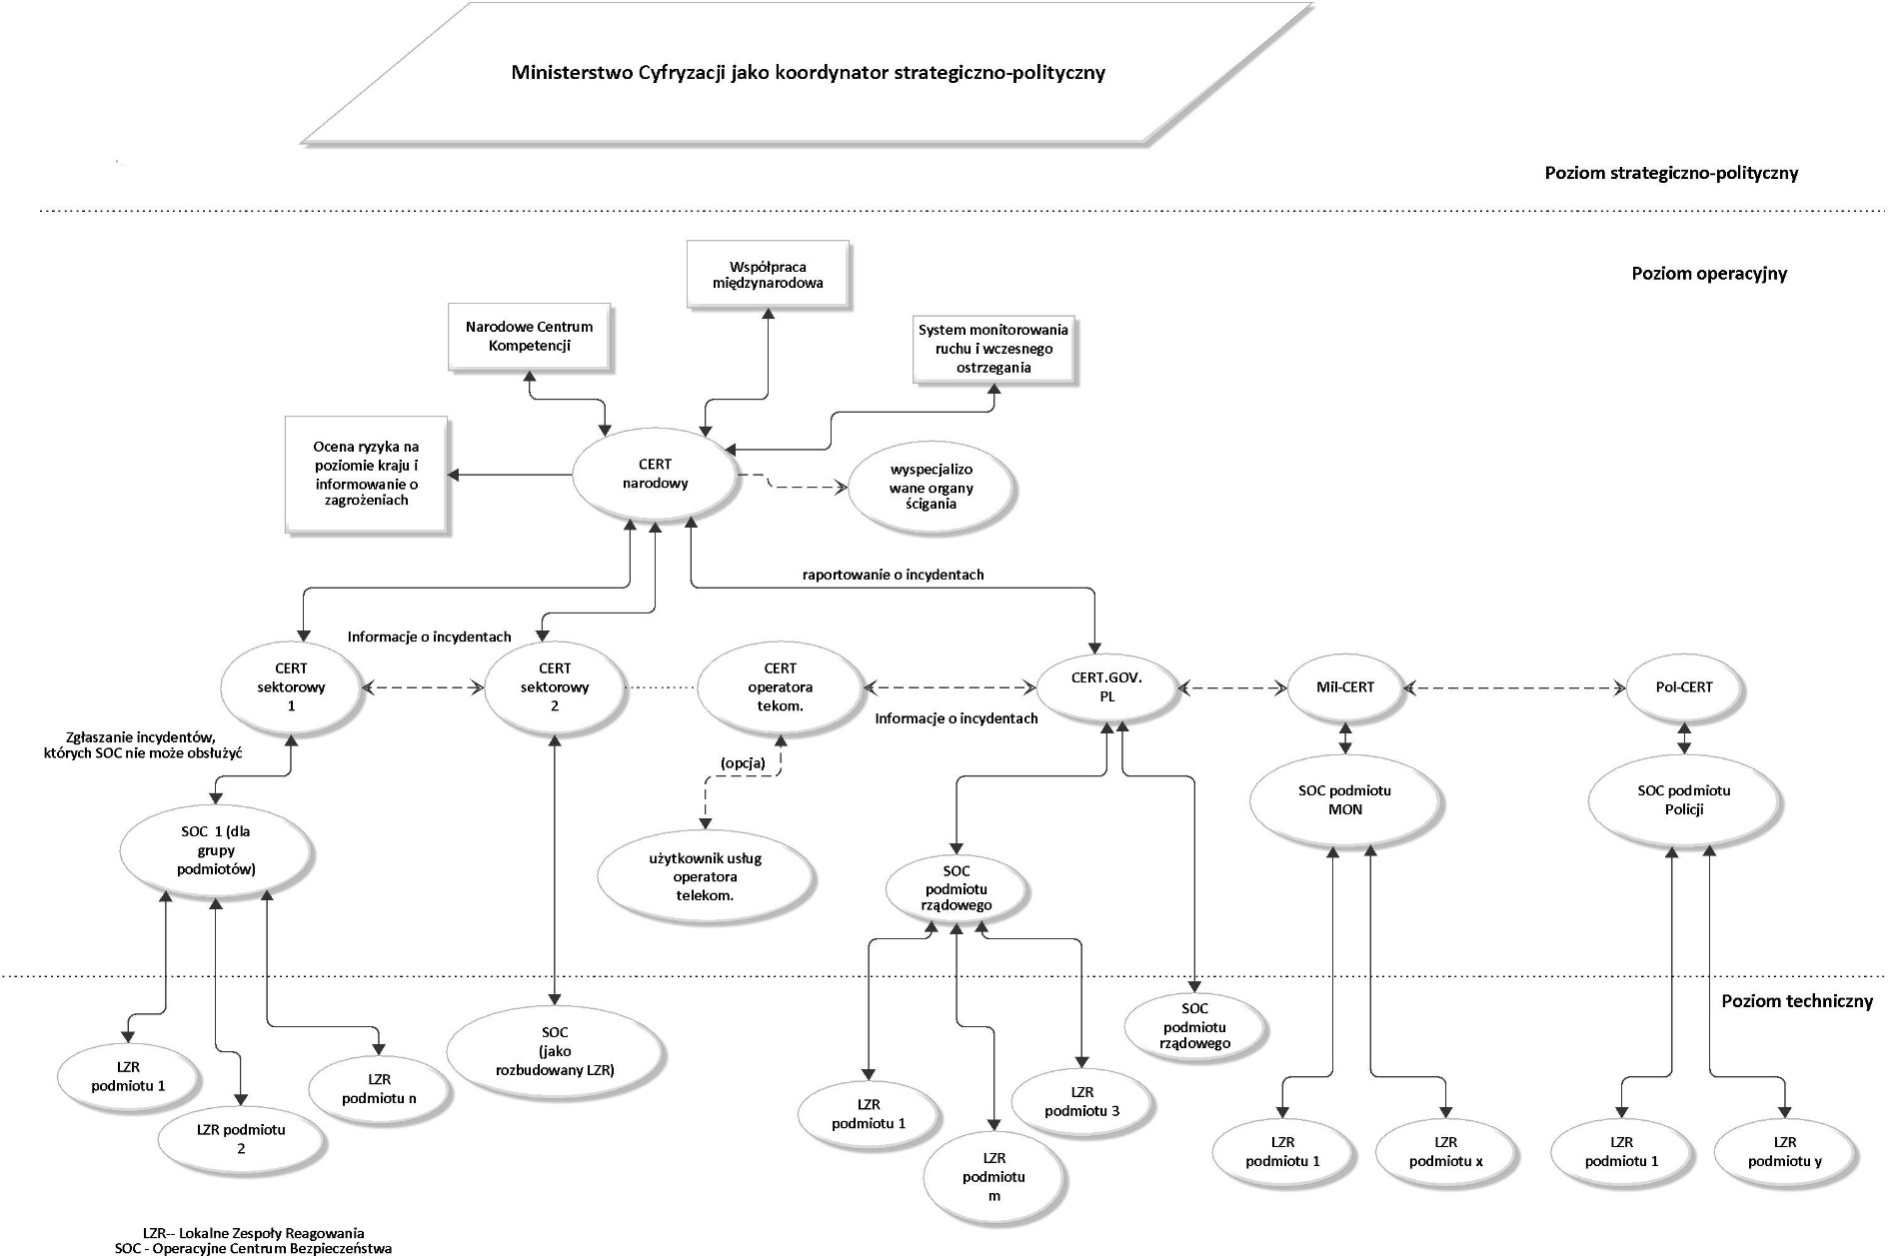 Ministerstwo Cyfryzacji jako koordynator strategiczno-polityczny
Poziom strategiczno-polityczny
Poziom operacyjny
Współpraca
międzynarodowa
Narodowe Centrum
Kompetencji
System monitorowania
ruchu i wczesnego
ostrzegania
Ocena ryzyka na
poziomie kraju i
informowanie o
zagrożeniach
CERT
narodowy
wyspecjalizo
wane organy
ścigania
raportowanie o incydentach
Informacje o incydentach
CERT
sektorowy
1
CERT
sektorowy
2
CERT
operatora
tekom.
CERT.GOV.
PL
Mil-CERT
Pol-CERT
Informacje o incydentach
Zgłaszanie incydentów,
których SOC nie może obsłużyć
(opcja)
SOC podmiotu
MON
SOC podmiotu
Policji
SOC 1 (dla
grupy
podmiotów)
użytkownik usług
operatora
telekom.
SOC
podmiotu
rządowego
Poziom techniczny
SOC
podmiotu
rządowego
SOC
(jako
rozbudowany LZR)
LZR
podmiotu 1
LZR
podmiotu n
LZR podmiotu
2
LZR
podmiotu 1
LZR
podmiotu 3
LZR
podmiotu
m
LZR
podmiotu 1
LZR
podmiotu x
LZR
podmiotu 1
LZR
podmiotu y
LZR-- Lokalne Zespoły Reagowania
SOC - Operacyjne Centrum Bezpieczeństwa